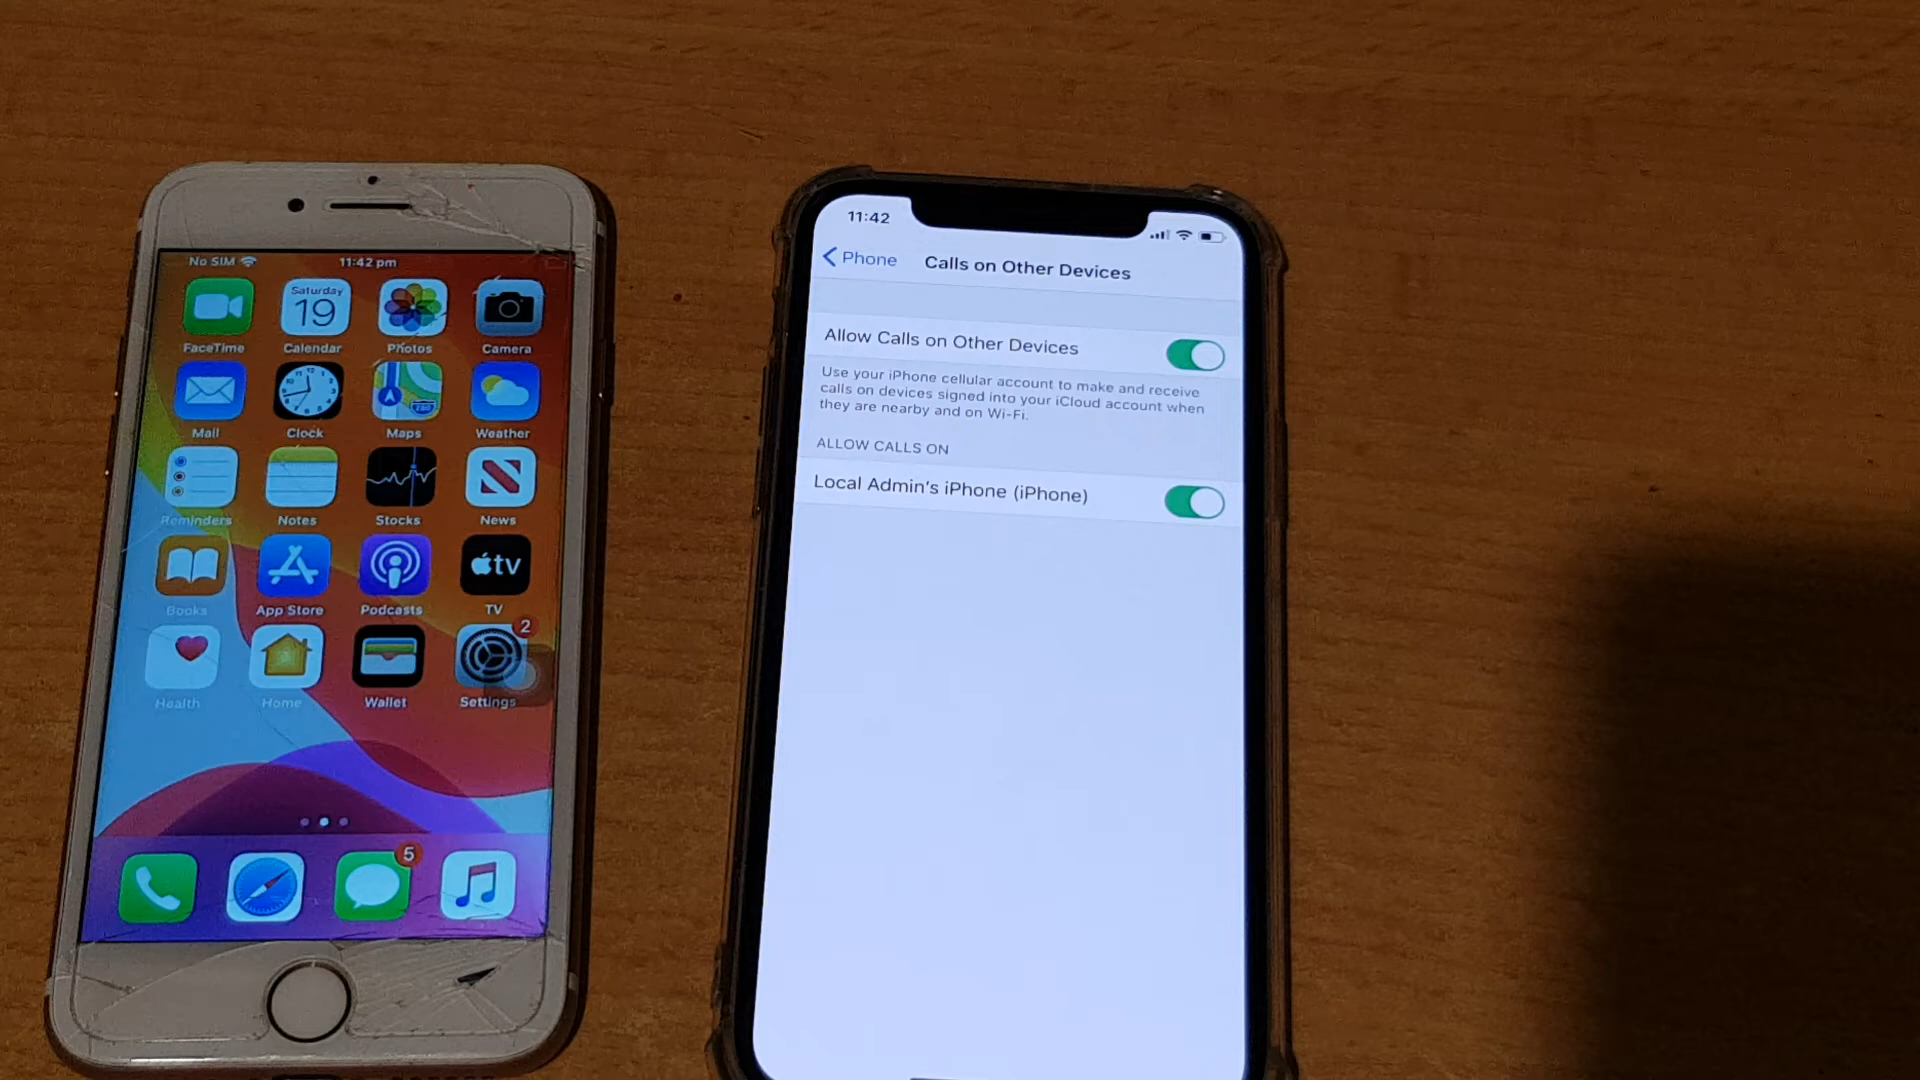 No SIM
11:42 pm
Saturday
19
FaceTime
Calendar
Photos
Camera
12
280
Mail
Clock
Maps
Weather
Reminders
Notes
Stocks
News
tv
Books
App Store
Podcasts
TV
2
Health
Home
Wallet
Settings
5
11:42
Phone
Calls on Other Devices
Allow Calls on Other Devices
Use your iPhone cellular account to make and receive
calls on devices signed into your iCloud account when
they are nearby and on Wi-Fi.
ALLOW CALLS ON
Local Admin's iPhone (iPhone)